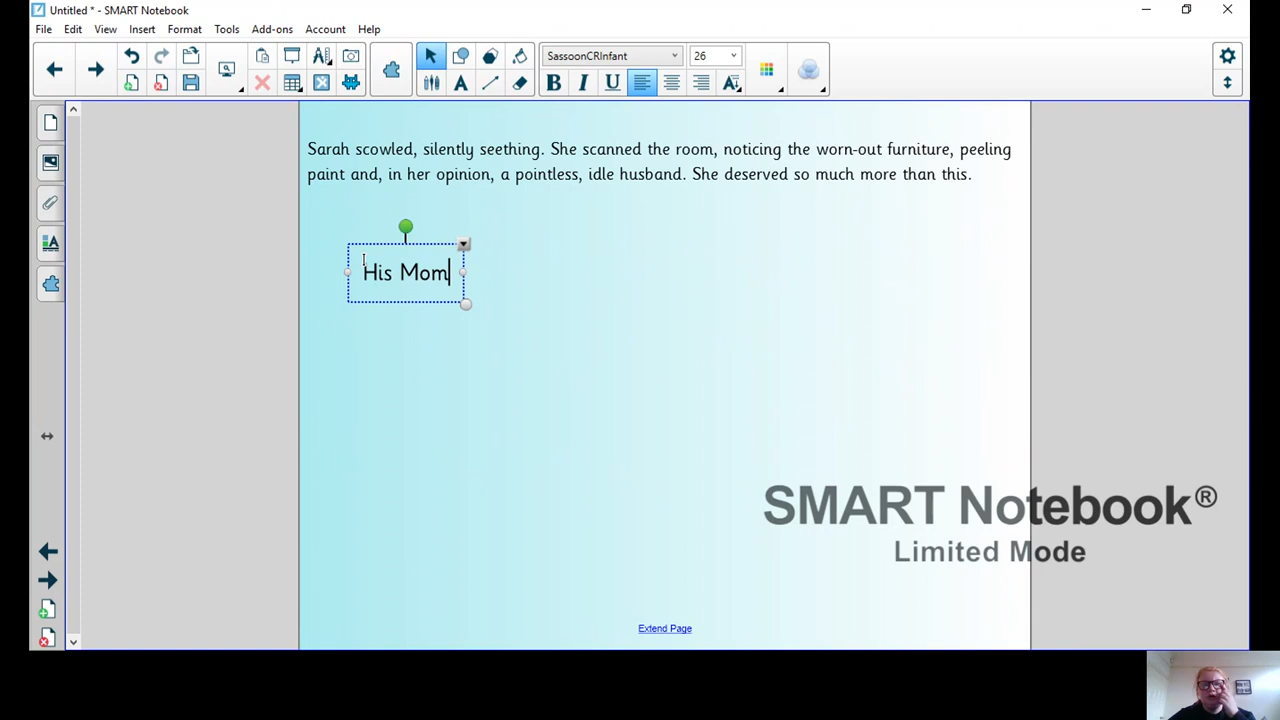 Untitled * - SMART Notebook
File Edit View Insert Format Tools Add-ons Account Help
SassoonCRInfant 26
B I U
Sarah scowled, silently seething. She scanned the room, noticing the worn-out furniture, peeling
paint and, in her opinion, a pointless, idle husband. She deserved so much more than this.
His Mom
SMART Notebook®
Limited Mode
Extend Page